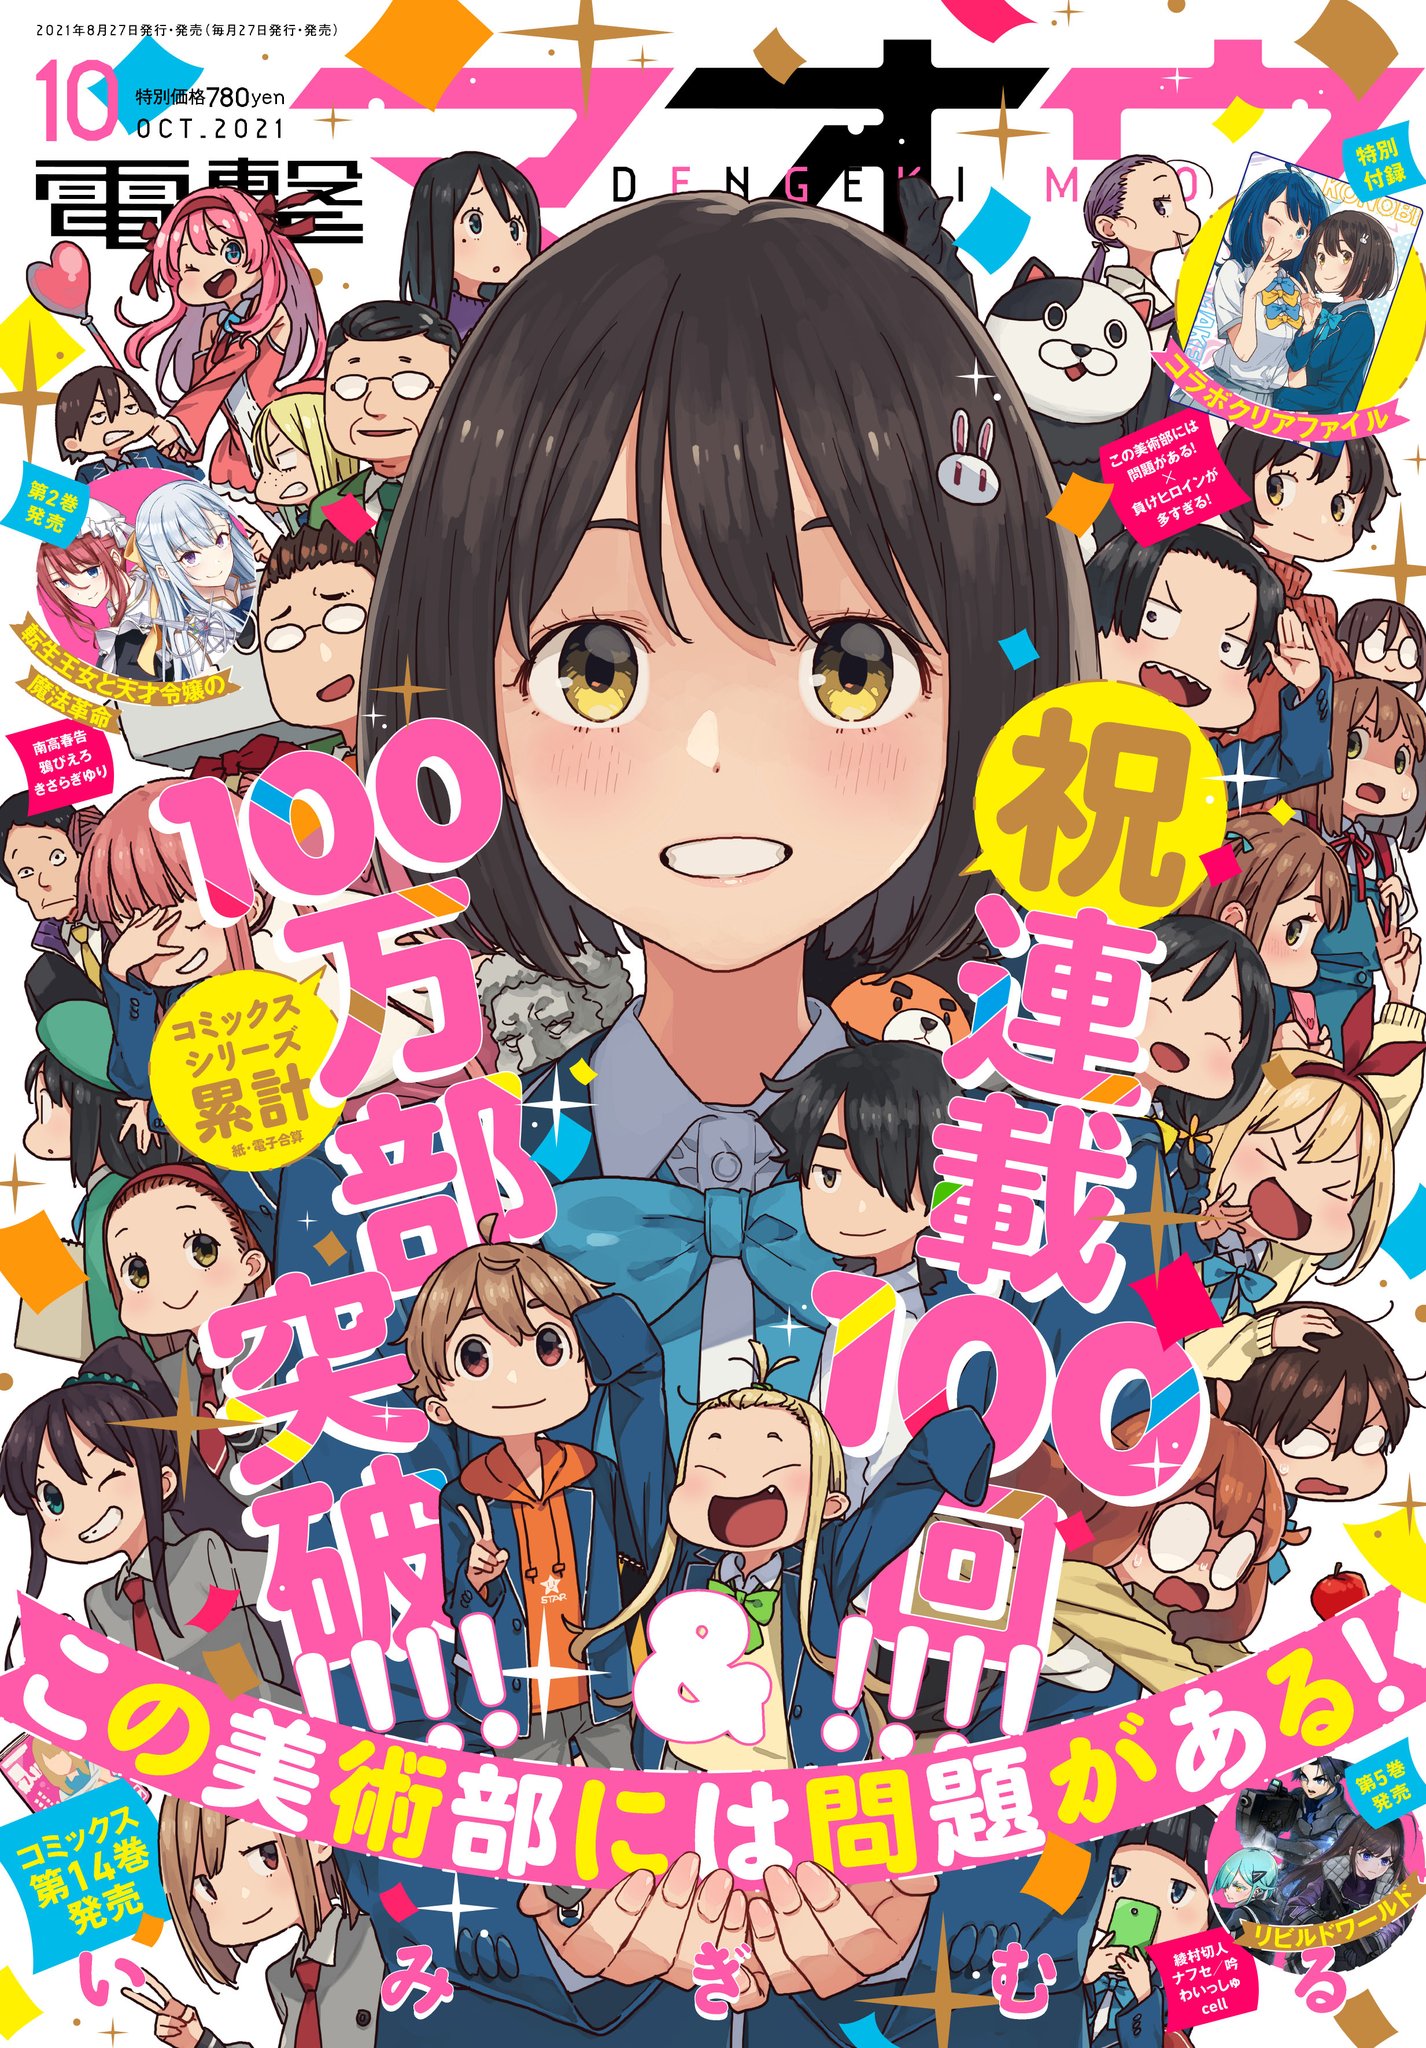 2021年8月27日発行・発売(毎月27日発行・発売)
10
特別価格780yen
OCT_2021
電撃マオウ
DENGEKI M
特別
付録
KONOBI
コラボクリアファイル
この美術部には
問題がある!
×
負けヒロインが
多すぎる!
第2巻
発売
転生王女と天才令嬢の
魔法革命
南高春告
鴉ぴえろ
きさらぎゆり
祝
連載100回!!!!
&
コミックス
シリーズ
累計
紙・電子合算
100万部突破!!!!!
STAR
この美術部には問題がある!
いみぎむる
コミックス
第14巻
発売
第5巻
発売
リビルドワールド
綾村切人
ナフセ/吟
わいっしゅ
cell